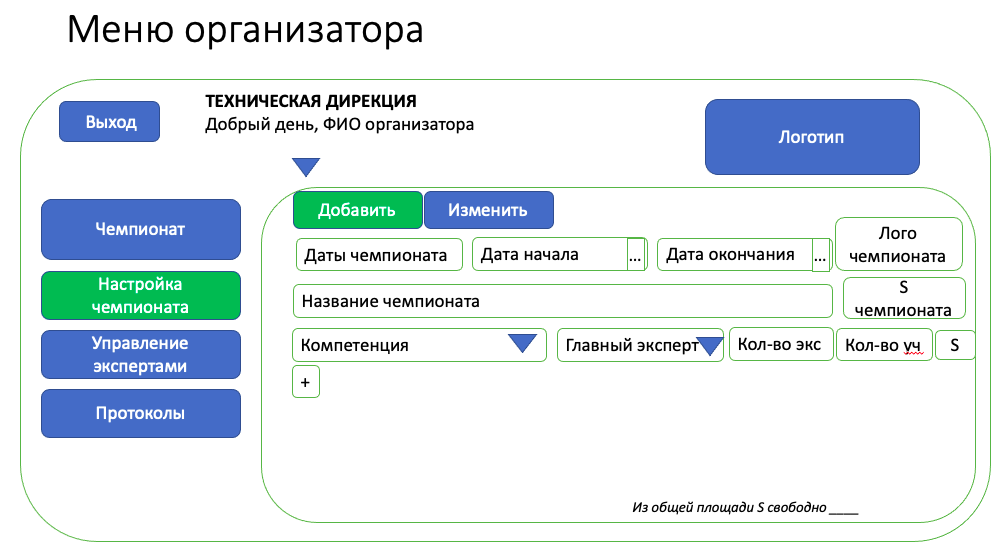 Меню организатора
Выход
ТЕХНИЧЕСКАЯ ДИРЕКЦИЯ
Добрый день, ФИО организатора
Логотип
Чемпионат
Настройка
чемпионата
Управление
экспертами
Протоколы
Добавить
Изменить
Даты чемпионата
Дата начала
...
Дата окончания
...
Лого
чемпионата
Название чемпионата
S
чемпионата
Компетенция
Главный эксперт
Кол-во экс
Кол-во уч
S
+
Из общей площади S свободно ____